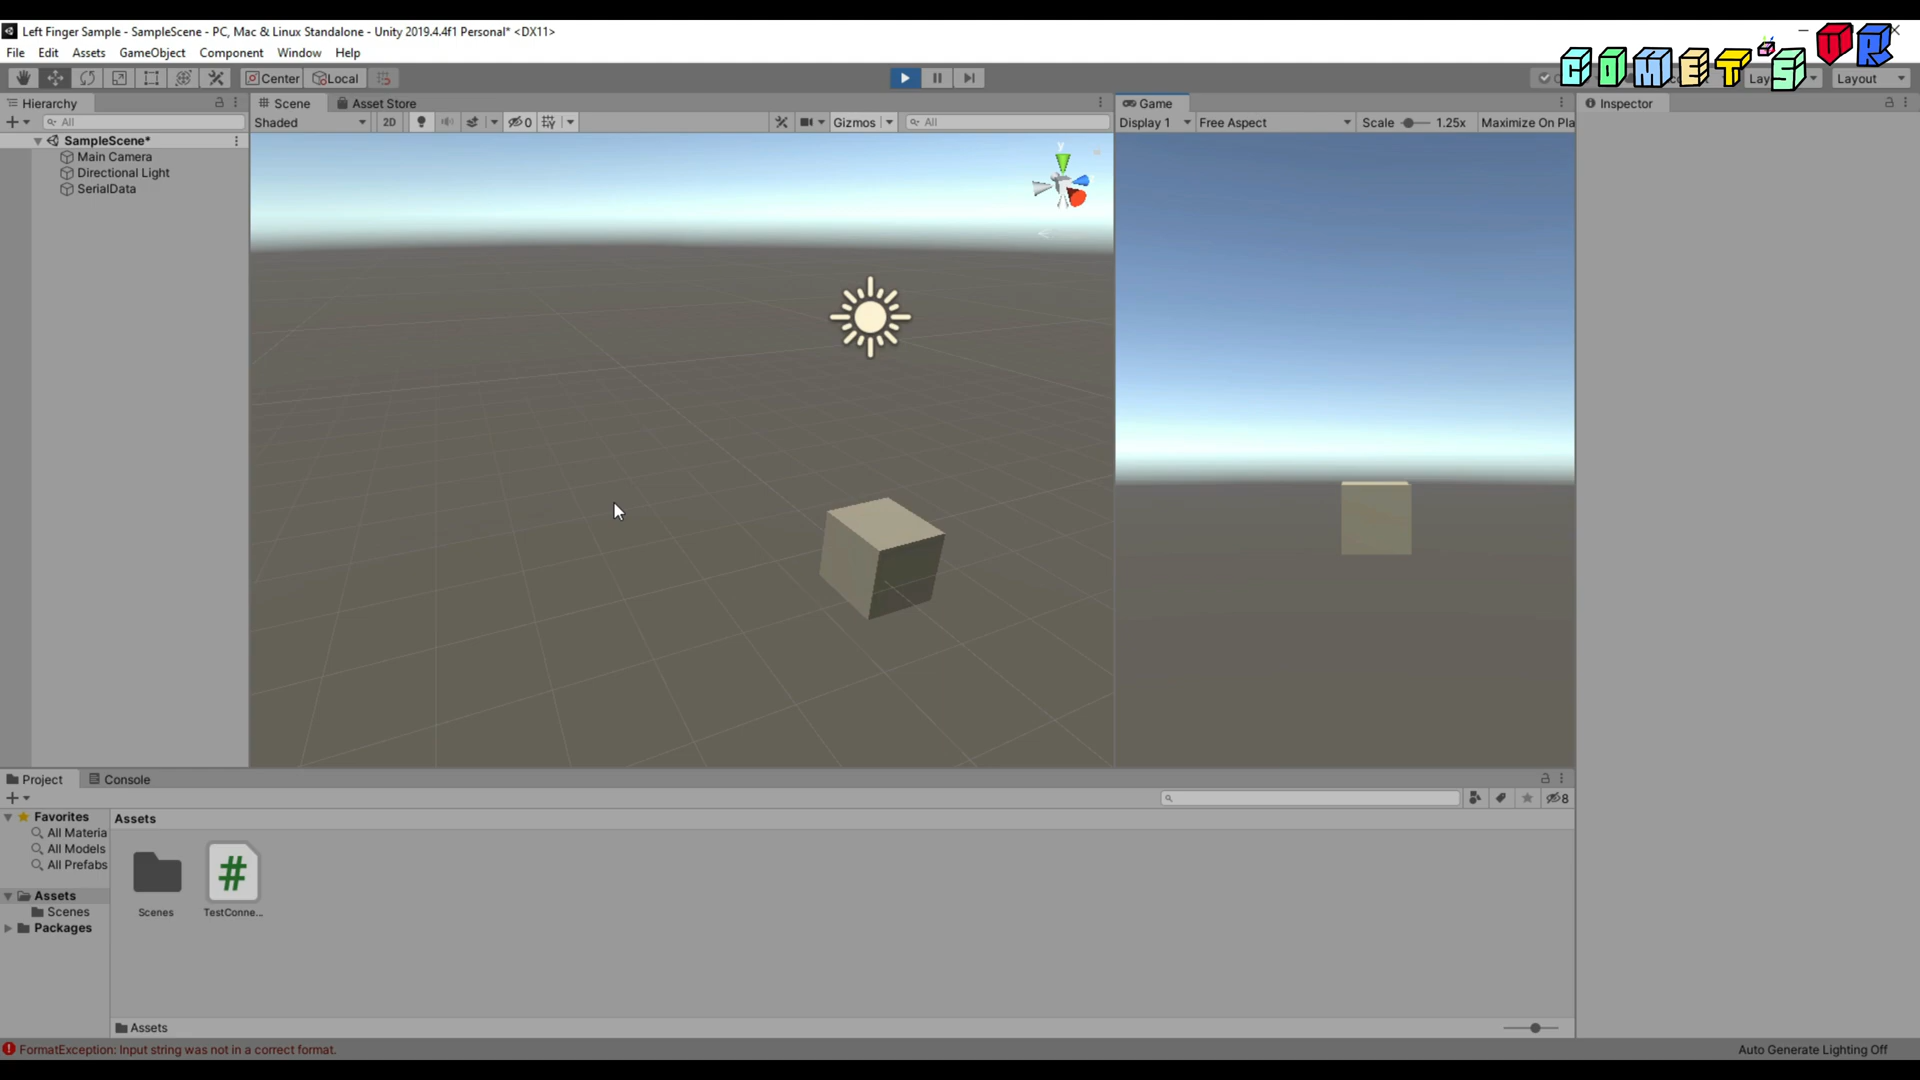 Left Finger Sample - SampleScene - PC, Mac & Linux Standalone - Unity 2019.4.4f1 Personal* <DX11>
COMET'S VR
File Edit Assets GameObject Component Window Help
Center Local Layout
Hierarchy Scene Asset Store Game Inspector
All Shaded 2D 0 Gizmos All Display 1 Free Aspect Scale 1.25x Maximize On Pla
SampleScene*
Main Camera
Directional Light
SerialData
y
Project Console
8
Favorites
Assets
All Materia
All Models
All Prefabs
Assets
Scenes
Packages
Scenes TestConne...
Assets
FormatException: Input string was not in a correct format.
Auto Generate Lighting Off